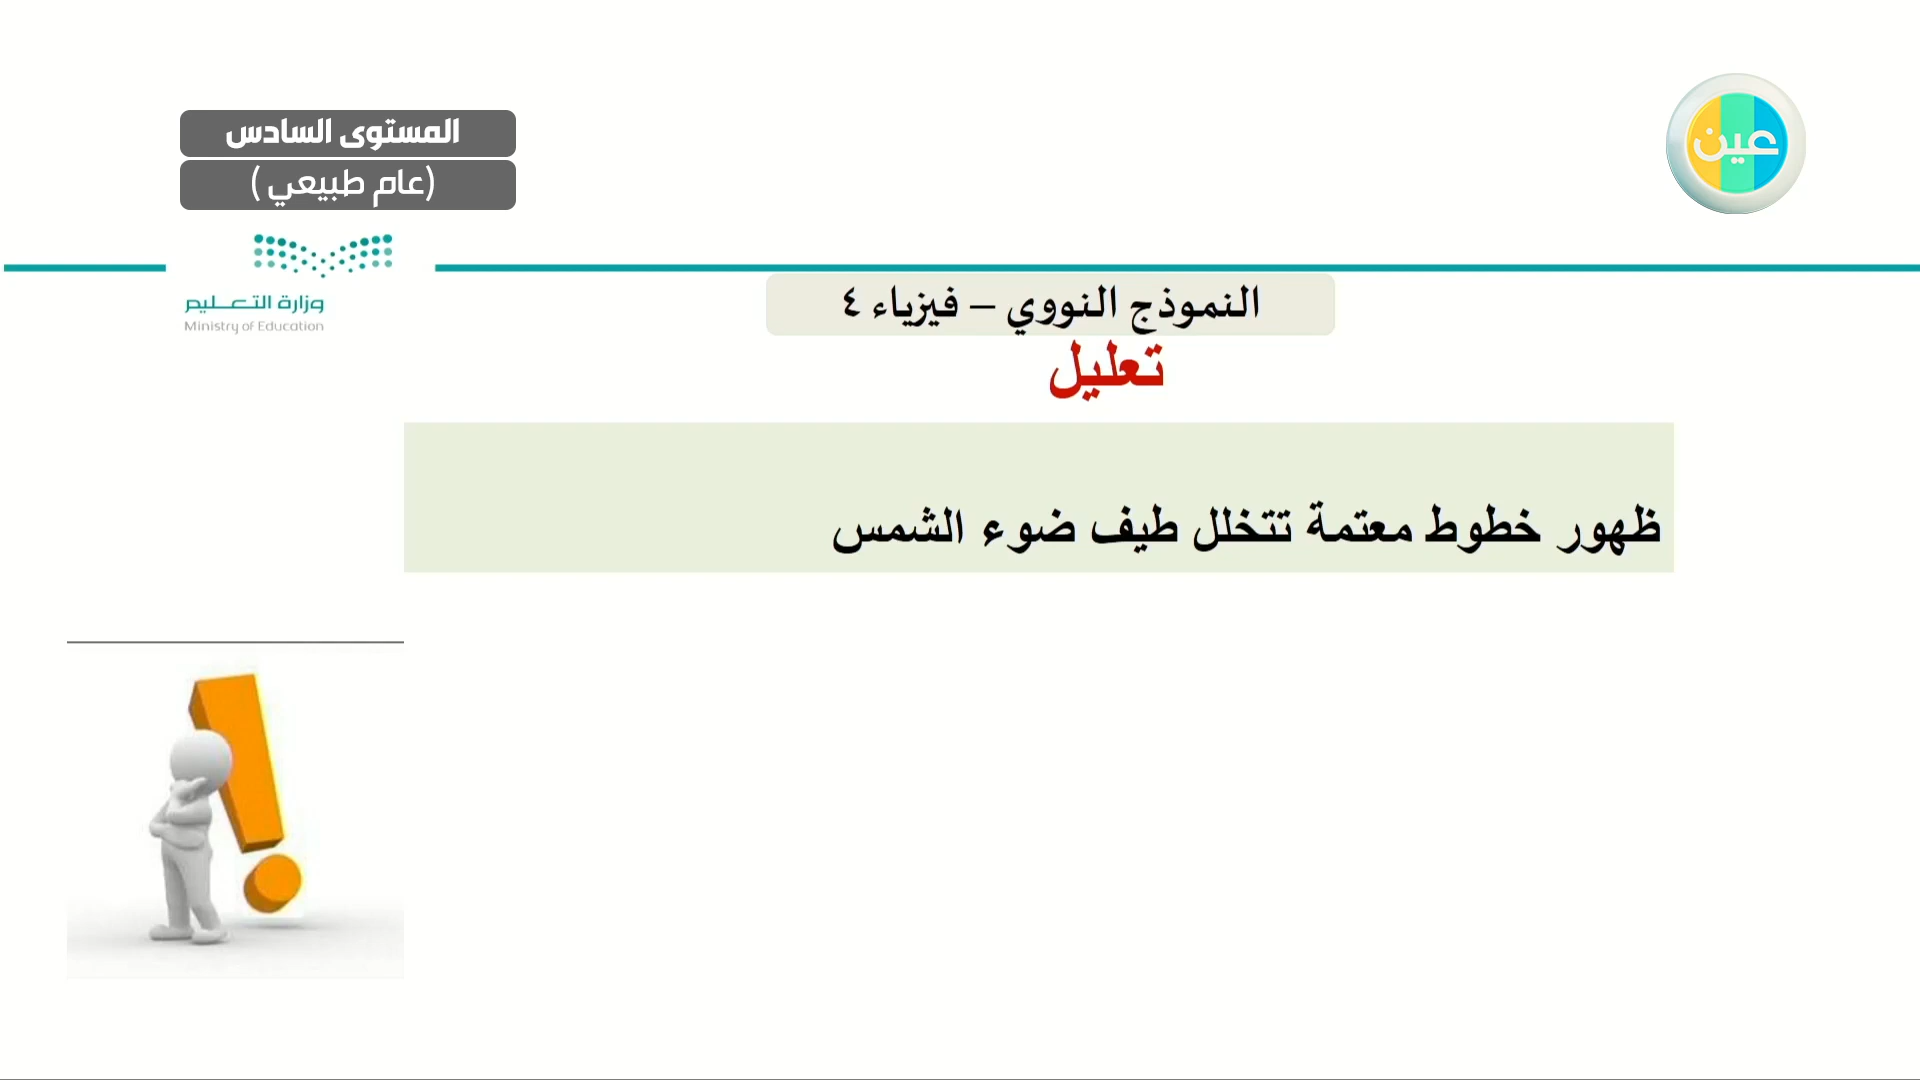 عين
المستوى السادس
(عام طبيعي )
وزارة التعليم
Ministry of Education
النموذج النووي – فيزياء ٤
تعليل
ظهور خطوط معتمة تتخلل طيف ضوء الشمس